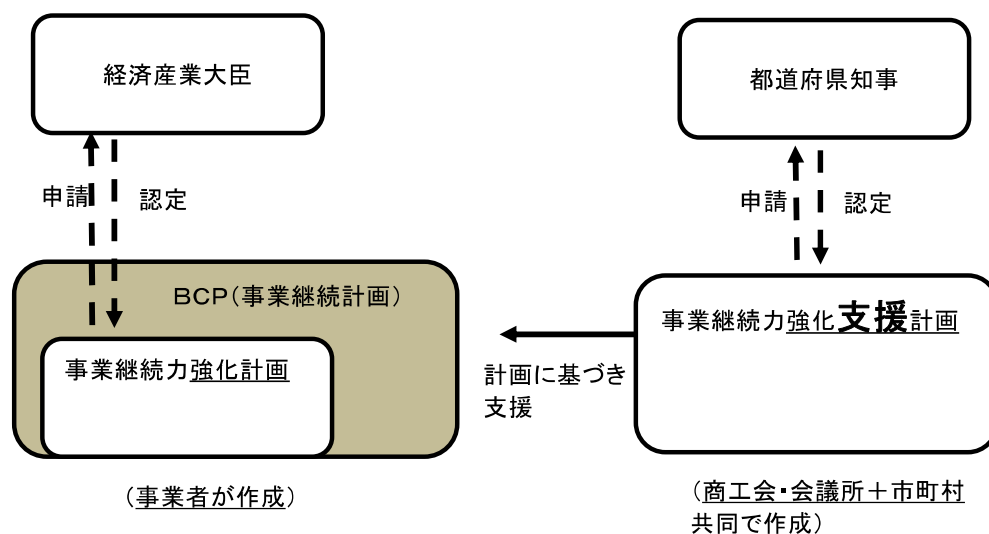 経済産業大臣
都道府県知事
申請
認定
申請
認定
BCP(事業継続計画)
事業継続力強化計画
事業継続力強化支援計画
計画に基づき
支援
(事業者が作成)
(商工会・会議所+市町村
共同で作成)